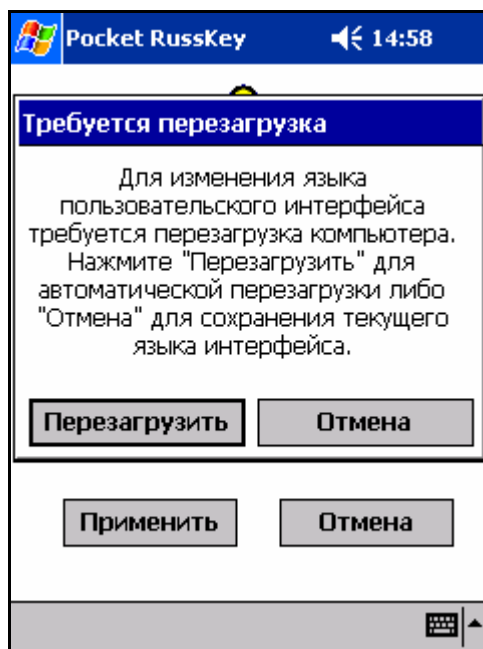 Pocket RussKey 14:58
Требуется перезагрузка
Для изменения языка
пользовательского интерфейса
требуется перезагрузка компьютера.
Нажмите "Перезагрузить" для
автоматической перезагрузки либо
"Отмена" для сохранения текущего
языка интерфейса.
Перезагрузить Отмена
Применить Отмена